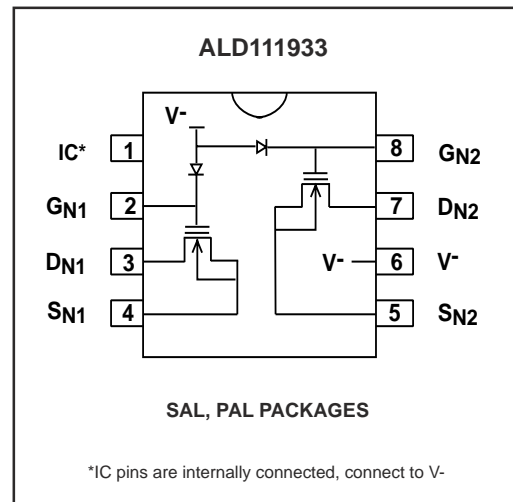 ALD111933
V-
IC* 1
8 GN2
GN1 2
7 DN2
DN1 3
V- 6 V-
SN1 4
5 SN2
SAL, PAL PACKAGES
*IC pins are internally connected, connect to V-